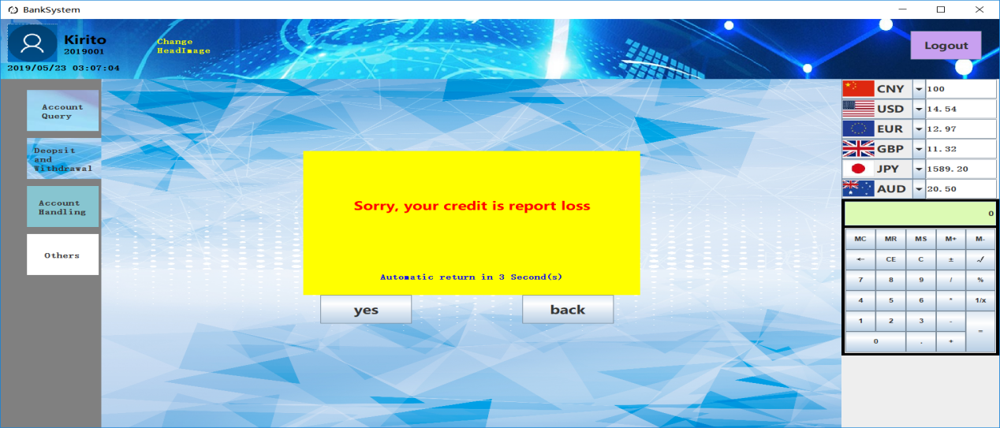 BankSystem
Kirito
2019001
Change
HeadImage
2019/05/23 03:07:04
Logout
Account
Query
Deopsit
and
Withdrawal
Account
Handling
Others
Sorry, your credit is report loss
Automatic return in 3 Second(s)
yes
back
CNY 100
USD 14.54
EUR 12.97
GBP 11.32
JPY 1589.20
AUD 20.50
0
MC MR MS M+ M-
← CE C ± √
7 8 9 / %
4 5 6 * 1/x
1 2 3 - =
0 . +